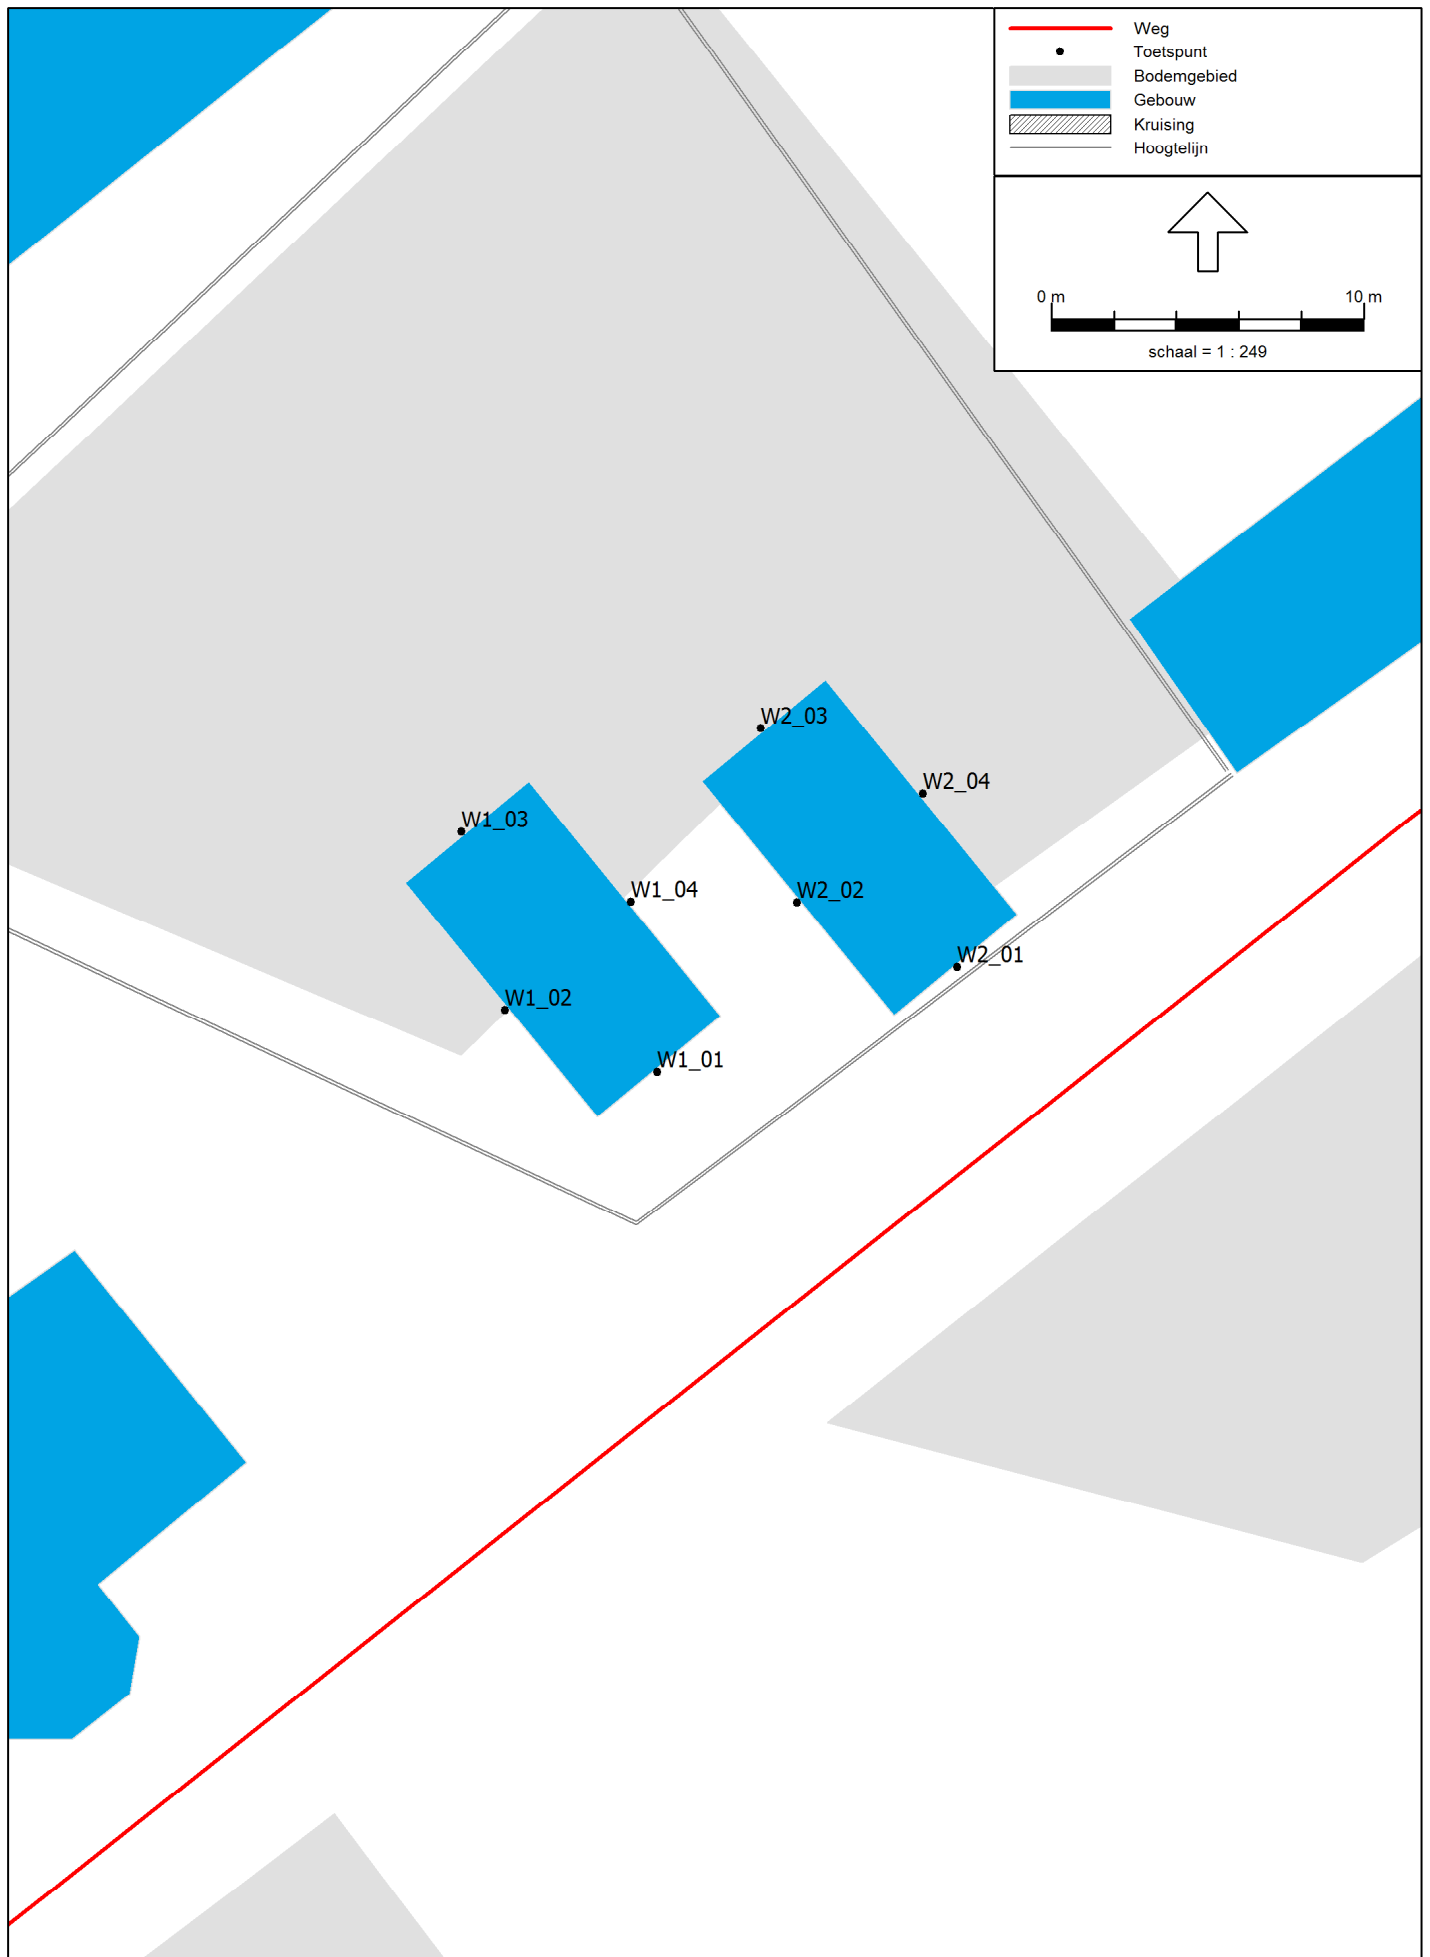 Weg
Toetspunt
Bodemgebied
Gebouw
Kruising
Hoogtelijn
0 m 10 m
schaal = 1 : 249
W2_03
W2_04
W1_03
W1_04
W2_02
W2_01
W1_02
W1_01